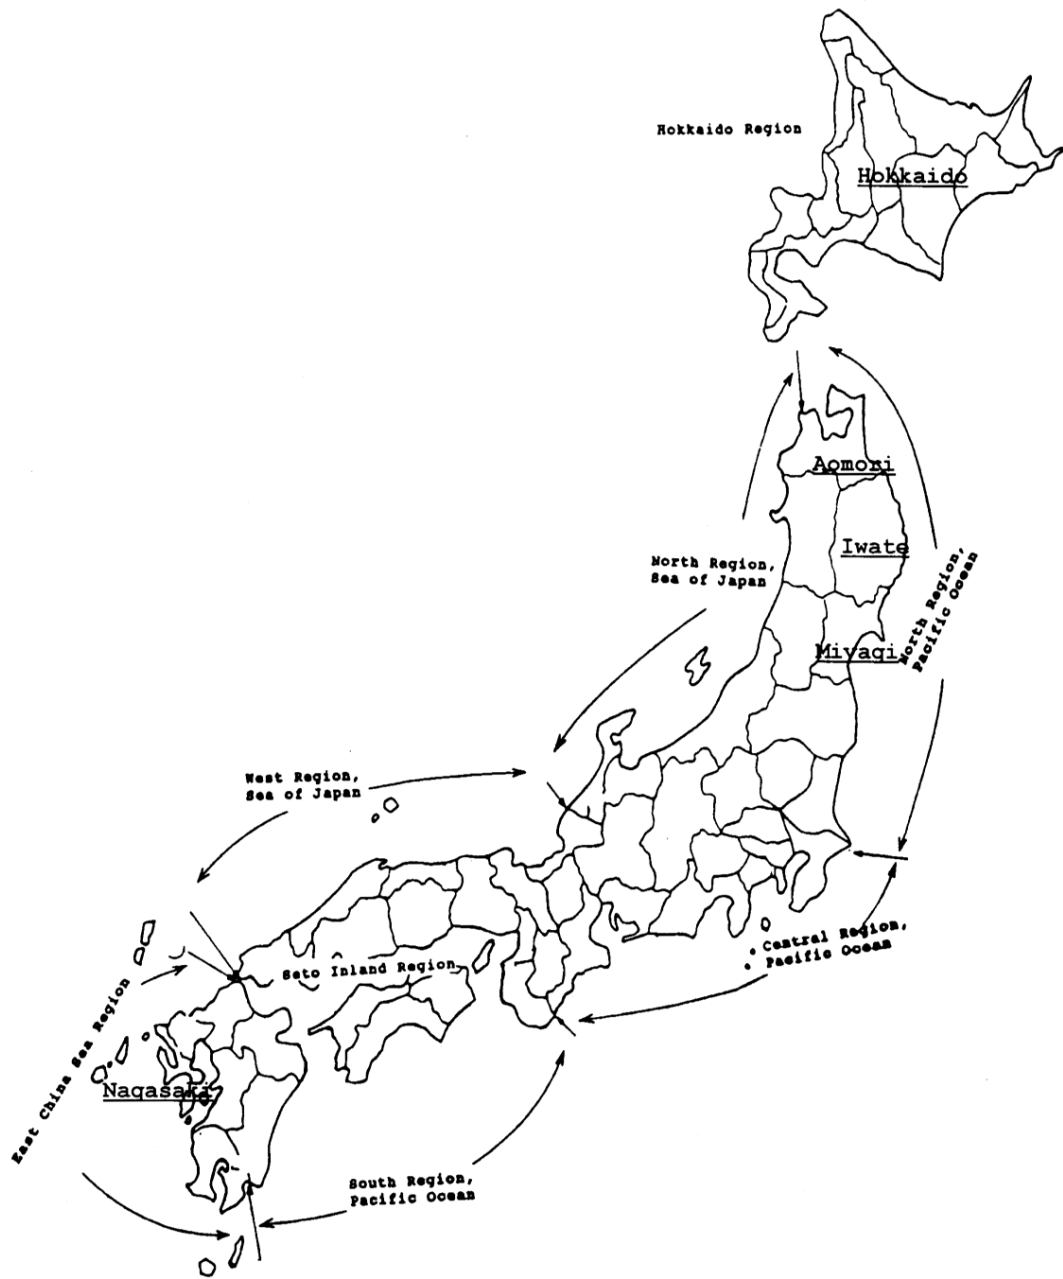 Hokkaido Region
Hokkaido
Aomori
Iwate
North Region,
Sea of Japan
North Region,
Pacific Ocean
Miyagi
West Region,
Sea of Japan
Central Region,
Pacific Ocean
Seto Inland Region
East China Sea Region
Nagasaki
South Region,
Pacific Ocean